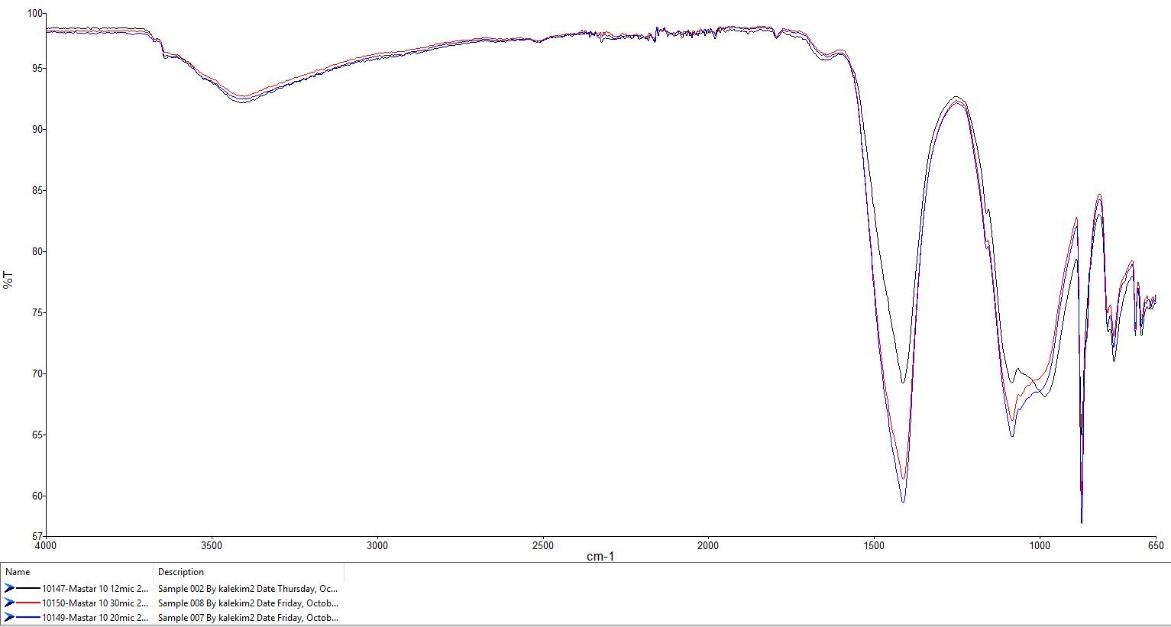 100
95
90
85
80
75
70
65
60
57
%T
4000 3500 3000 2500 2000 1500 1000 650
cm-1
Name Description
10147-Mastar 10 12mic 2... Sample 002 By kalekim2 Date Thursday, Oc...
10150-Mastar 10 30mic 2... Sample 008 By kalekim2 Date Friday, Octob...
10149-Mastar 10 20mic 2... Sample 007 By kalekim2 Date Friday, Octob...